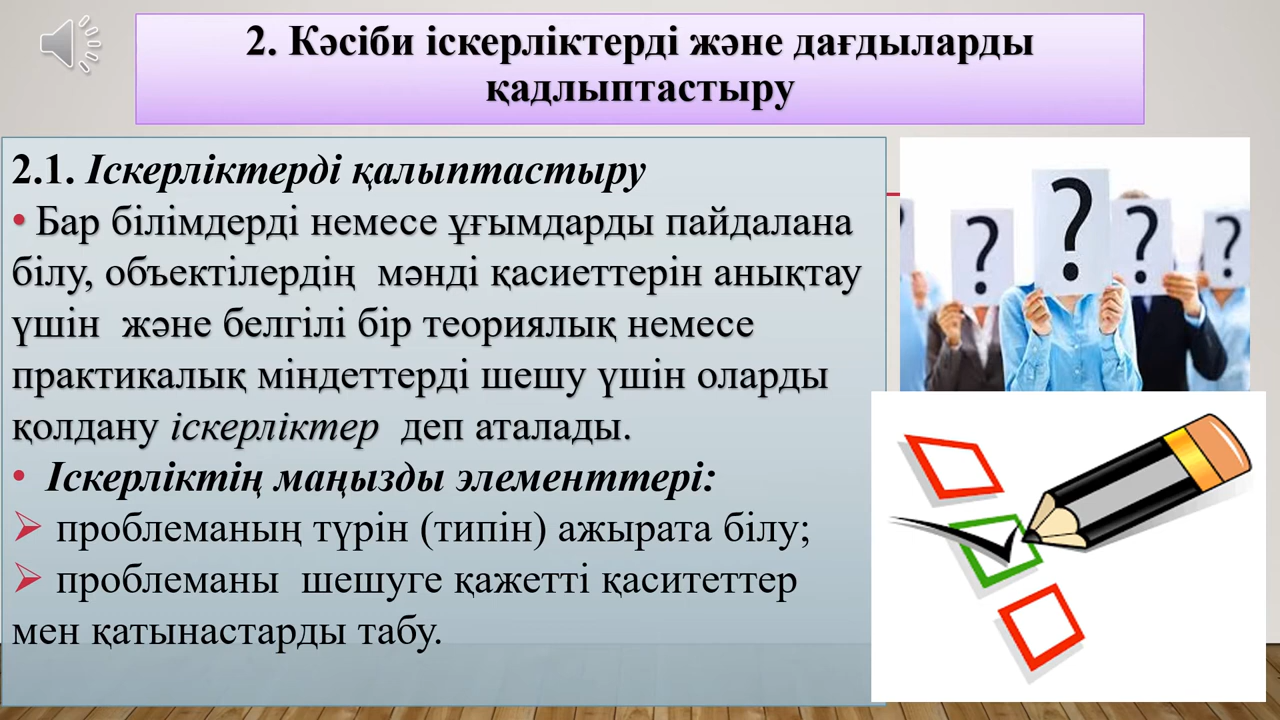 2. Кәсіби іскерліктерді және дағдыларды
қадлыптастыру
2.1. Іскерліктерді қалыптастыру
• Бар білімдерді немесе ұғымдарды пайдалана
білу, объектілердің мәнді қасиеттерін анықтау
үшін және белгілі бір теориялық немесе
практикалық міндеттерді шешу үшін оларды
қолдану іскерліктер деп аталады.
• Іскерліктің маңызды элементтері:
➢ проблеманың түрін (типін) ажырата білу;
➢ проблеманы шешуге қажетті қаситеттер
мен қатынастарды табу.
? ? ? ?